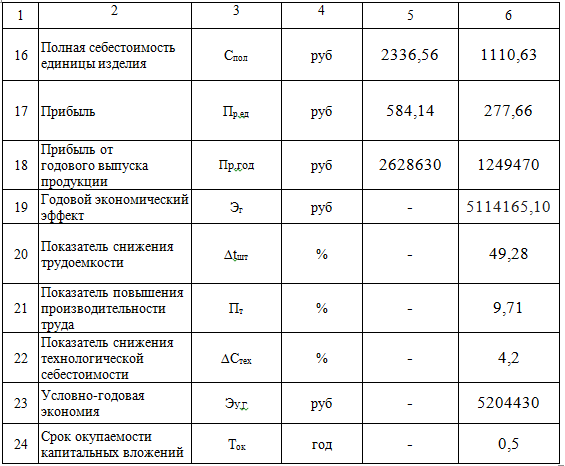 1 2 3 4 5 6
16 Полная себестоимость единицы изделия Спол руб 2336,56 1110,63
17 Прибыль Пр,ед руб 584,14 277,66
18 Прибыль от годового выпуска продукции Пр,год руб 2628630 1249470
19 Годовой экономический эффект Эг руб - 5114165,10
20 Показатель снижения трудоемкости Δtшт % - 49,28
21 Показатель повышения производительности труда Пт % - 9,71
22 Показатель снижения технологической себестоимости ΔСтех % - 4,2
23 Условно-годовая экономия Эу.г. руб - 5204430
24 Срок окупаемости капитальных вложений Ток год - 0,5